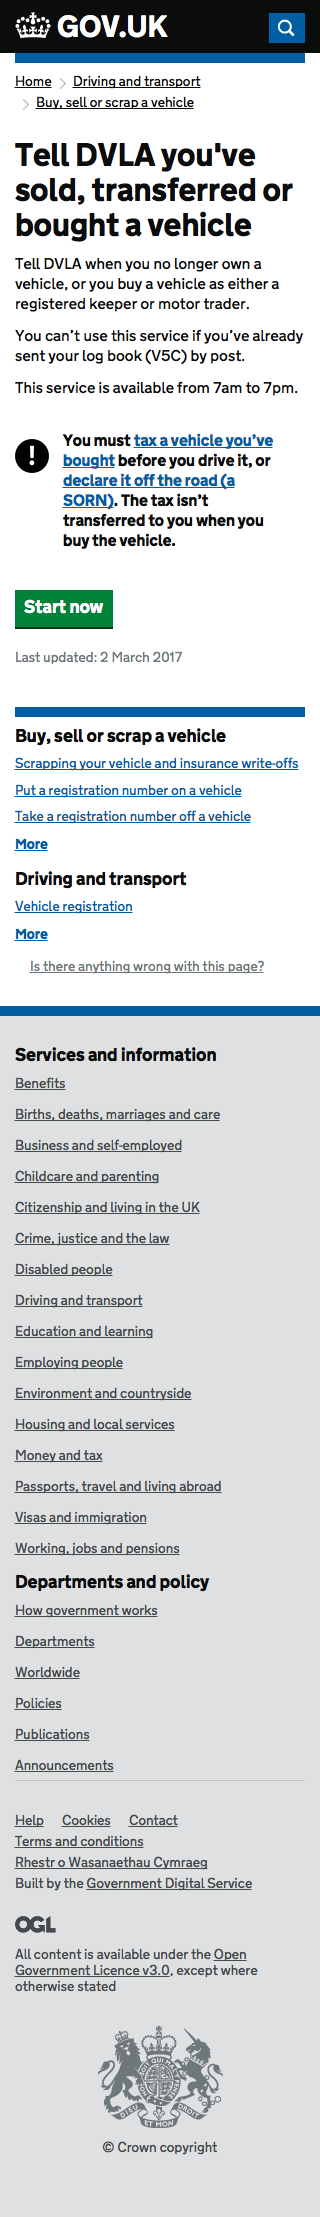 GOV.UK
Home Driving and transport
Buy, sell or scrap a vehicle
Tell DVLA you've
sold, transferred or
bought a vehicle
Tell DVLA when you no longer own a
vehicle, or you buy a vehicle as either a
registered keeper or motor trader.
You can’t use this service if you’ve already
sent your log book (V5C) by post.
This service is available from 7am to 7pm.
You must tax a vehicle you’ve
bought before you drive it, or
declare it off the road (a
SORN). The tax isn’t
transferred to you when you
buy the vehicle.
Start now
Last updated: 2 March 2017
Buy, sell or scrap a vehicle
Scrapping your vehicle and insurance write-offs
Put a registration number on a vehicle
Take a registration number off a vehicle
More
Driving and transport
Vehicle registration
More
Is there anything wrong with this page?
Services and information
Benefits
Births, deaths, marriages and care
Business and self-employed
Childcare and parenting
Citizenship and living in the UK
Crime, justice and the law
Disabled people
Driving and transport
Education and learning
Employing people
Environment and countryside
Housing and local services
Money and tax
Passports, travel and living abroad
Visas and immigration
Working, jobs and pensions
Departments and policy
How government works
Departments
Worldwide
Policies
Publications
Announcements
Help Cookies Contact
Terms and conditions
Rhestr o Wasanaethau Cymraeg
Built by the Government Digital Service
OGL
All content is available under the Open
Government Licence v3.0, except where
otherwise stated
DIEU ET MON
© Crown copyright